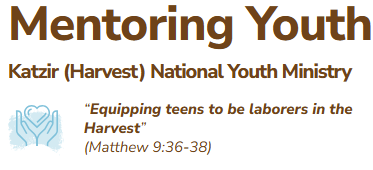 Mentoring Youth
Katzir (Harvest) National Youth Ministry
“Equipping teens to be laborers in the
Harvest”
(Matthew 9:36-38)